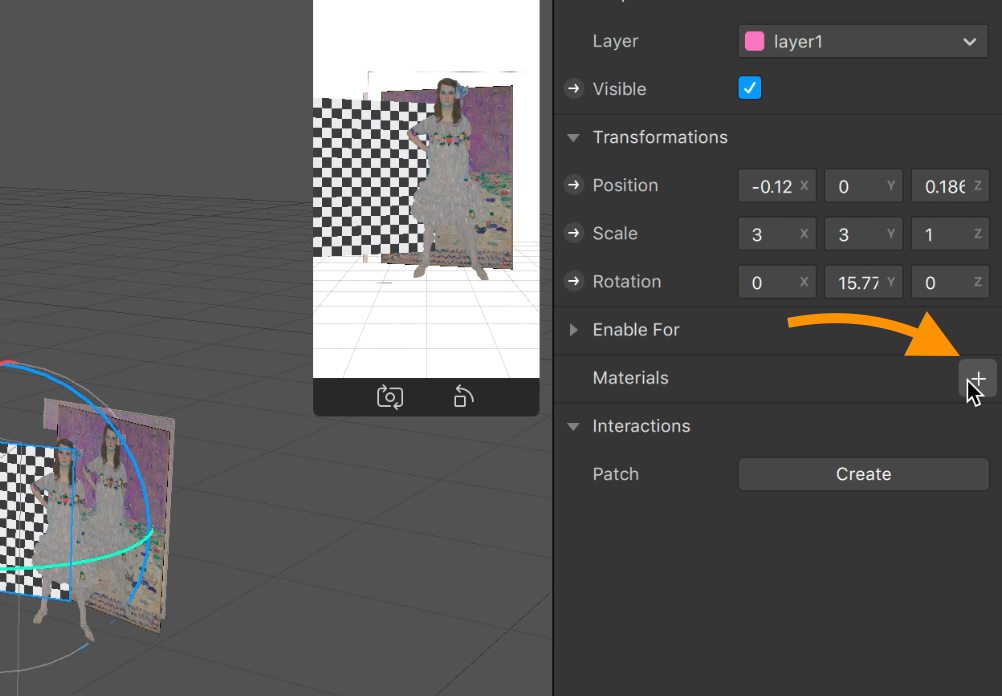 Layer layer1
Visible
Transformations
Position -0.12 X 0 Y 0.186 Z
Scale 3 X 3 Y 1 Z
Rotation 0 X 15.77 Y 0 Z
Enable For
Materials
Interactions
Patch Create